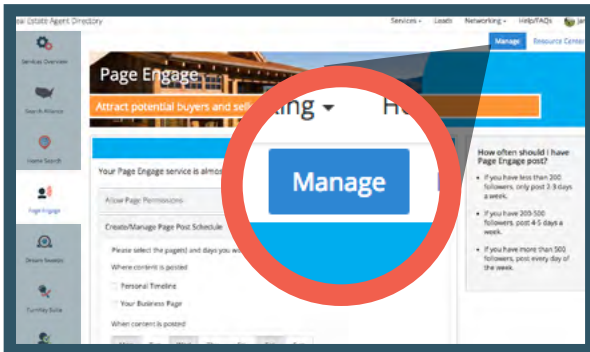 Real Estate Agent Directory
Services Leads Networking Help/FAQs
Manage Resource Center
Services Overview
Search Alliance
Home Search
Page Engage
Page Engage
Attract potential buyers and sell
king
Manage
Your Page Engage service is almos
Allow Page Permissions
Create/Manage Page Post Schedule
Please select the page(s) and days you w
Where content is posted
Personal Timeline
Your Business Page
When content is posted
How often should I have
Page Engage post?
• If you have less than 200
followers, only post 2-3 days
a week.
• If you have 200-500
followers, post 4-5 days a
week.
• If you have more than 500
followers, post every day of
the week.